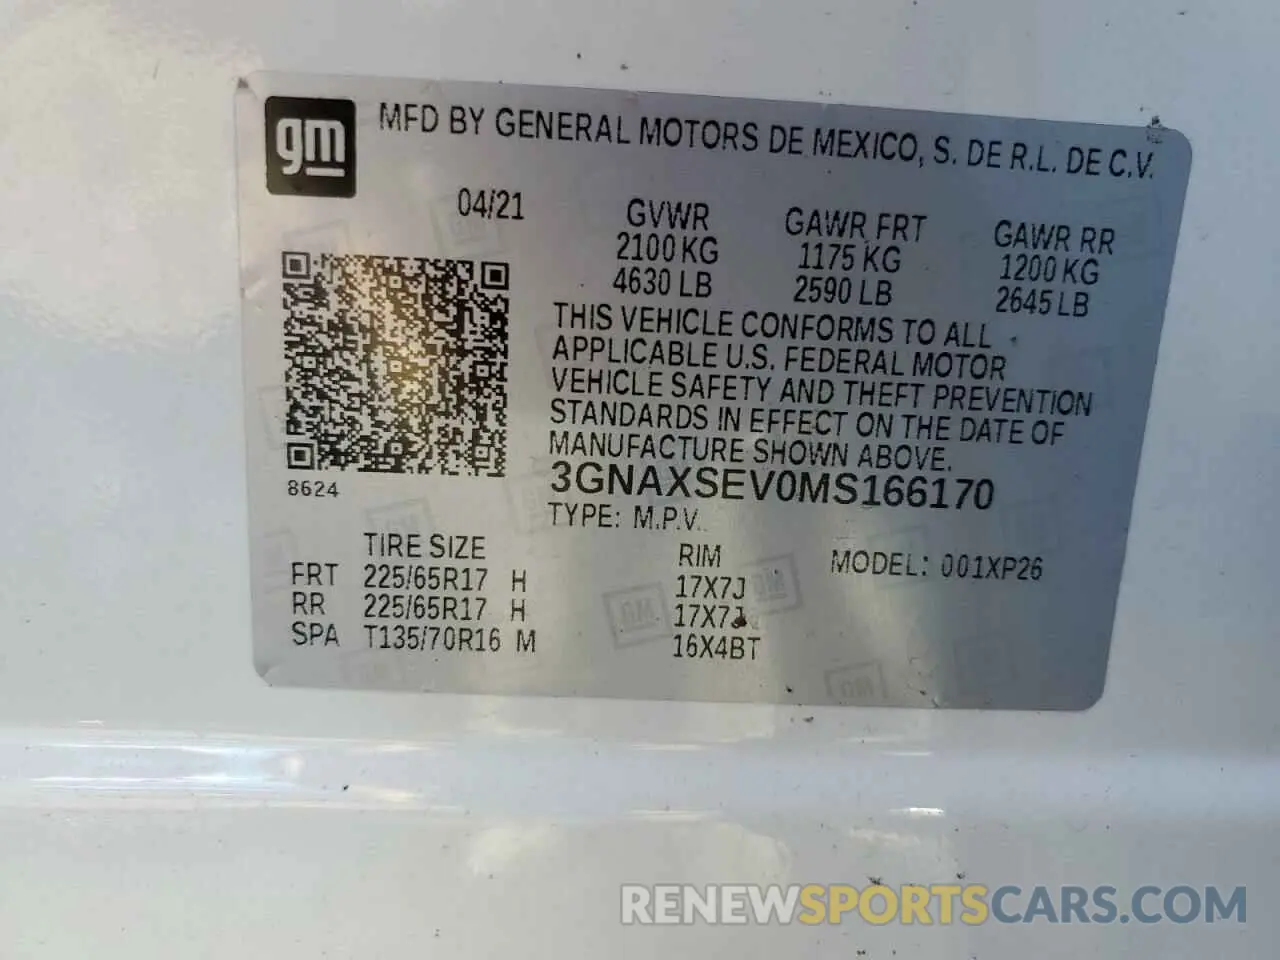 gm
MFD BY GENERAL MOTORS DE MEXICO, S. DE R.L. DE C.V.
04/21
GVWR GAWR FRT GAWR RR
2100 KG 1175 KG 1200 KG
4630 LB 2590 LB 2645 LB
THIS VEHICLE CONFORMS TO ALL
APPLICABLE U.S. FEDERAL MOTOR
VEHICLE SAFETY AND THEFT PREVENTION
STANDARDS IN EFFECT ON THE DATE OF
MANUFACTURE SHOWN ABOVE.
8624
3GNAXSEV0MS166170
TYPE: M.P.V.
TIRE SIZE RIM MODEL: 001XP26
FRT 225/65R17 H 17X7J
RR 225/65R17 H 17X7J
SPA T135/70R16 M 16X4BT
RENEWSPORTSCARS.COM